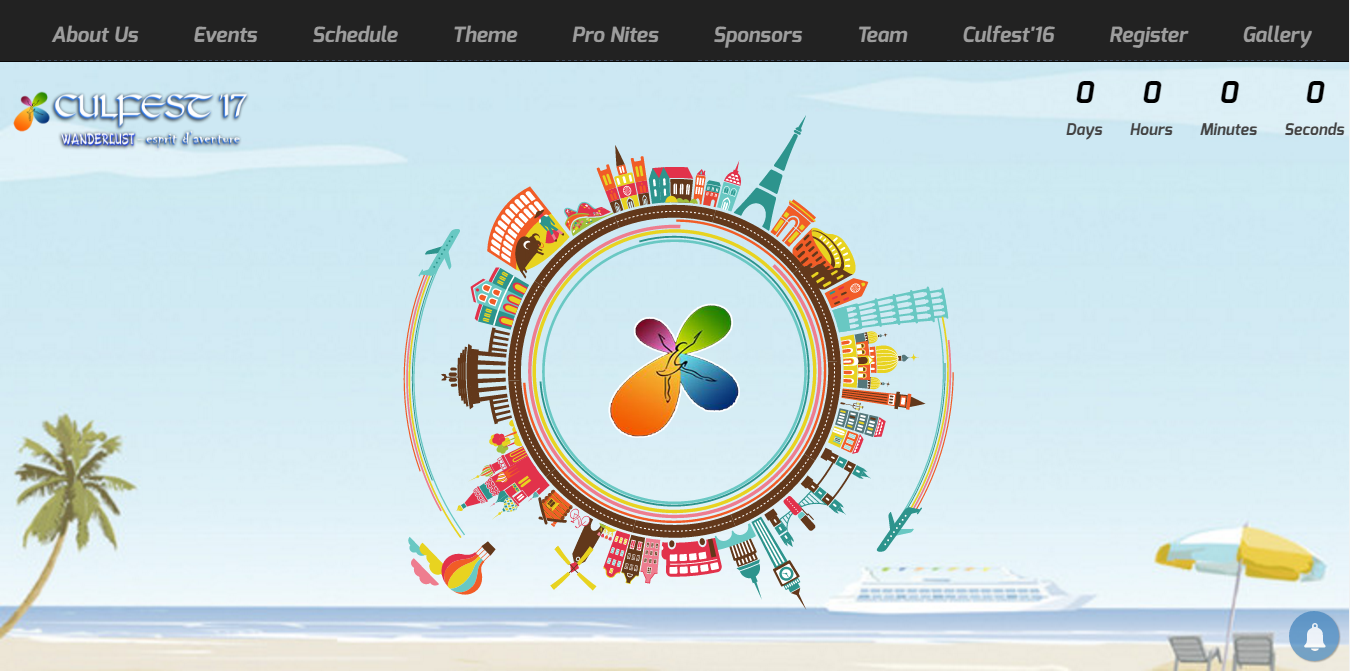 About Us Events Schedule Theme Pro Nites Sponsors Team Culfest'16 Register Gallery
CULFEST '17
WANDERLUST - esprit d'aventure
0 0 0 0
Days Hours Minutes Seconds